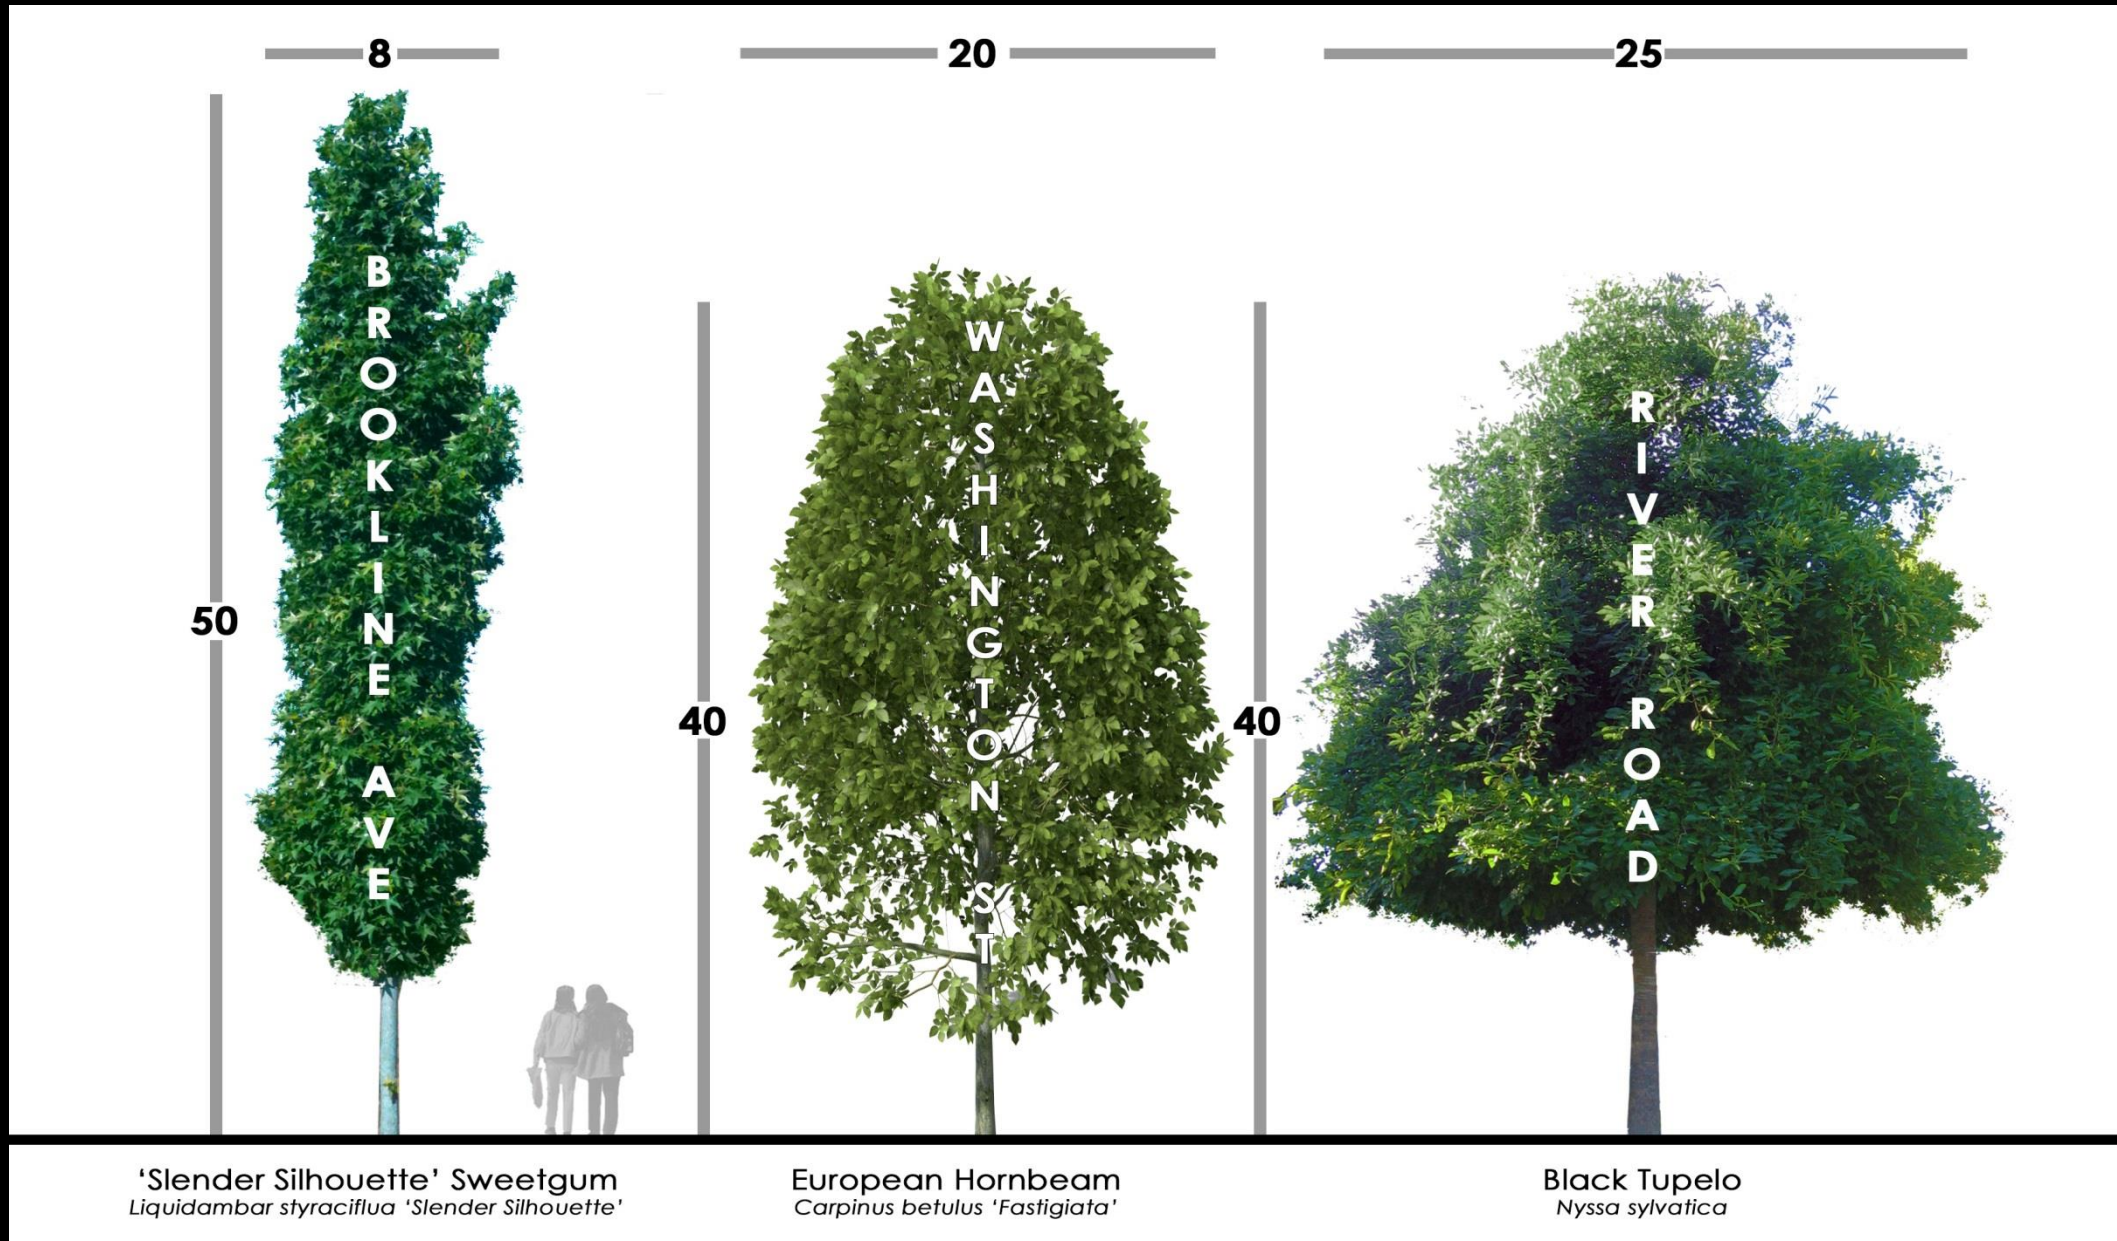 8
20
25
50
40
40
BROOKLINE AVE
WASHINGTON ST
RIVER ROAD
‘Slender Silhouette’ Sweetgum
Liquidambar styraciflua ‘Slender Silhouette’
European Hornbeam
Carpinus betulus ‘Fastigiata’
Black Tupelo
Nyssa sylvatica